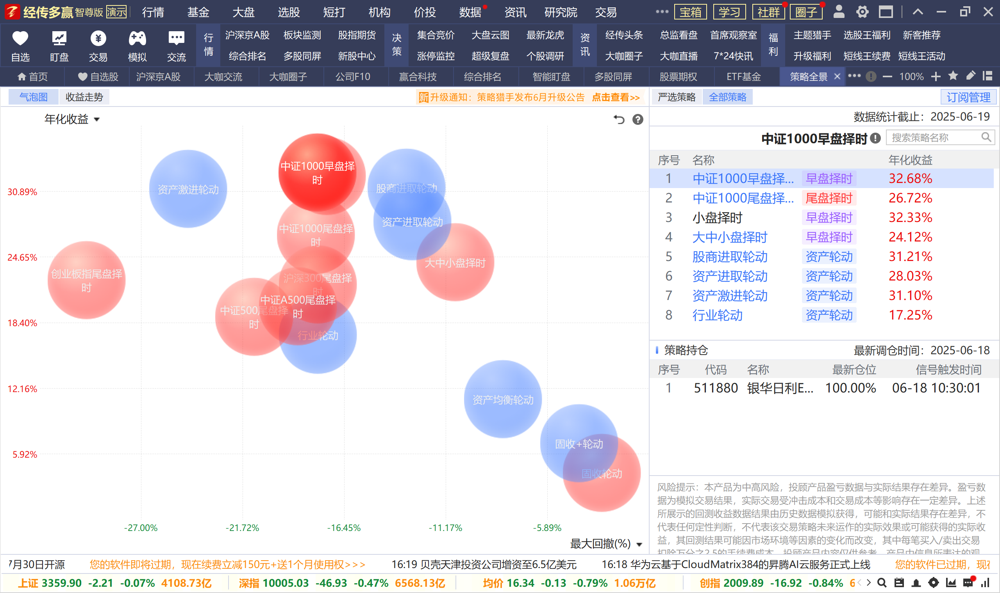 经传多赢 智尊版 演示 行情 基金 大盘 选股 短打 机构 价投 数据 资讯 研究院 交易 宝箱 学习 社群 圈子
自选 盯盘 交易 模拟 交流
行情 沪深京A股 板块监测 股指期货 决策 集合竞价 大盘云图 最新龙虎 资讯 经传头条 总监看盘 首席观察室 福利 主题猎手 选股王福利 新客推荐
综合排名 多股同屏 新股中心 涨停监控 超级复盘 个股调研 大咖圈子 大咖直播 7*24快讯 升级福利 短线王续费 短线王活动
首页 自选股 沪深京A股 大咖交流 大咖圈子 公司F10 赢合科技 综合排名 智能盯盘 多股同屏 股票期权 ETF基金 策略全景 100%
气泡图 收益走势 新 升级通知：策略猎手发布6月升级公告 点击查看>>
年化收益
30.89%
24.65%
18.40%
12.16%
5.92%
资产激进轮动
中证1000早盘择
时
股商进取轮动
资产进取轮动
中证1000尾盘择
时
大中小盘择时
创业板指尾盘择
时
沪深300尾盘择
时
中证A500尾盘择
时
中证500尾盘择
时
行业轮动
资产均衡轮动
固收+轮动
固收轮动
-27.00% -21.72% -16.45% -11.17% -5.89%
最大回撤(%)
严选策略 全部策略 订阅管理
数据统计截止：2025-06-19
中证1000早盘择时 搜索策略名称
序号 名称 年化收益
1 中证1000早盘择... 早盘择时 32.68%
2 中证1000尾盘择... 尾盘择时 26.72%
3 小盘择时 早盘择时 32.33%
4 大中小盘择时 早盘择时 24.12%
5 股商进取轮动 资产轮动 31.21%
6 资产进取轮动 资产轮动 28.03%
7 资产激进轮动 资产轮动 31.10%
8 行业轮动 资产轮动 17.25%
策略持仓 最新调仓时间：2025-06-18
序号 代码 名称 最新仓位 信号触发时间
1 511880 银华日利E... 100.00% 06-18 10:30:01
风险提示：本产品为中高风险，投顾产品盈亏数据与实际结果存在差异。盈亏数
据为模拟交易结果，实际交易受冲击成本和交易成本等影响存在一定差异。上述
所展示的回测收益数据结果由历史数据模拟获得，可能和实际结果存在差异，不
代表任何定性判断，不代表该交易策略未来运作的实际效果或可能获得的实际收
益，其回测结果可能因市场环境等因素的变化而改变，其中每笔买入/卖出交易
扣除万分之2.5的手续费成本。投顾产品内容仅供参考，产品中信息所表达的观
7月30日开源 您的软件即将过期，现在续费立减150元+送1个月使用权>>> 16:19 贝壳天津投资公司增资至6.5亿美元 16:18 华为云基于CloudMatrix384的昇腾AI云服务正式上线 您的软件已过期，现在
上证 3359.90 -2.21 -0.07% 4108.73亿 深指 10005.03 -46.93 -0.47% 6568.13亿 均价 16.34 -0.13 -0.79% 1.06万亿 创指 2009.89 -16.92 -0.84% 6